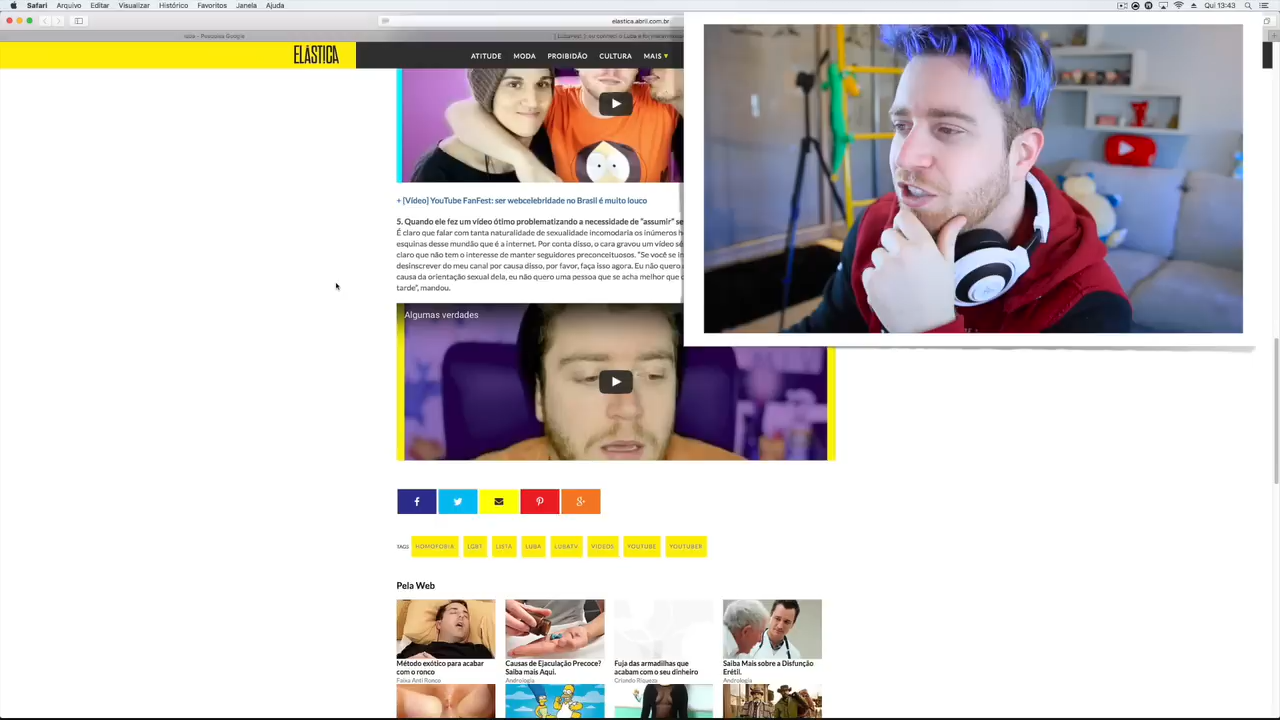 Safari Arquivo Editar Visualizar Histórico Favoritos Janela Ajuda
Qui 13:43
elastica.abril.com.br
ELÁSTICA
ATITUDE MODA PROIBIDÃO CULTURA MAIS ▾
+ [Vídeo] YouTube FanFest: ser webcelebridade no Brasil é muito louco
5. Quando ele fez um vídeo ótimo problematizando a necessidade de "assumir"
É claro que falar com tanta naturalidade de sexualidade incomodaria os inúmeros
esquinas desse mundão que é a internet. Por conta disso, o cara gravou um vídeo
claro que não tem o interesse de manter seguidores preconceituosos. "Se você se
desinscrever do meu canal por causa disso, por favor, faça isso agora. Eu não quero
causa da orientação sexual dela, eu não quero uma pessoa que se acha melhor que
tarde", mandou.
Algumas verdades
TAGS HOMOFOBIA LGBT LISTA LUBA LUBATV VIDEOS YOUTUBE YOUTUBER
Pela Web
Método exótico para acabar
com o ronco
Faixa Anti Ronco
Causas de Ejaculação Precoce?
Saiba mais Aqui.
Andrologia
Fuja das armadilhas que
acabam com o seu dinheiro
Criando Riqueza
Saiba Mais sobre a Disfunção
Erétil.
Andrologia